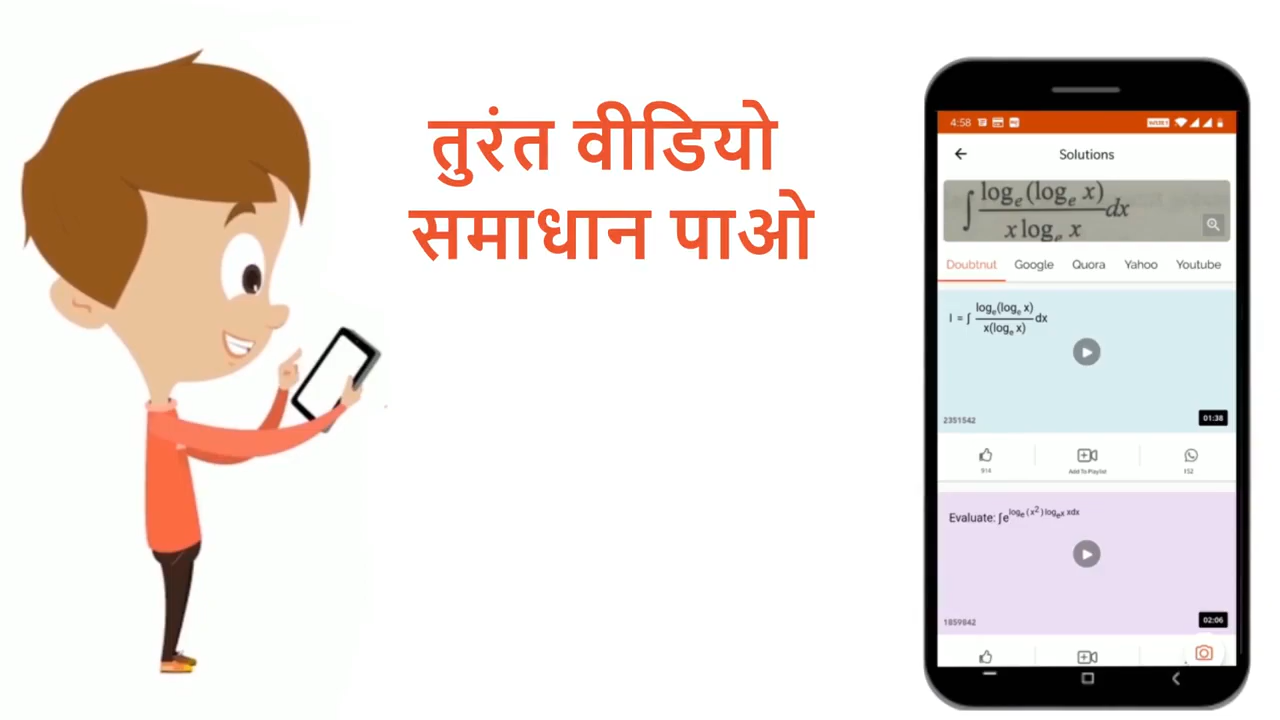 तुरंत वीडियो
समाधान पाओ
4:58
Solutions
∫ logₑ(logₑ x) / x logₑ x dx
Doubtnut Google Quora Yahoo Youtube
I = ∫ logₑ(logₑ x) / x(logₑ x) dx
2351542 01:38
914 Add To Playlist 152
Evaluate: ∫e^logₑ(x²) logₑx xdx
1859842 02:06